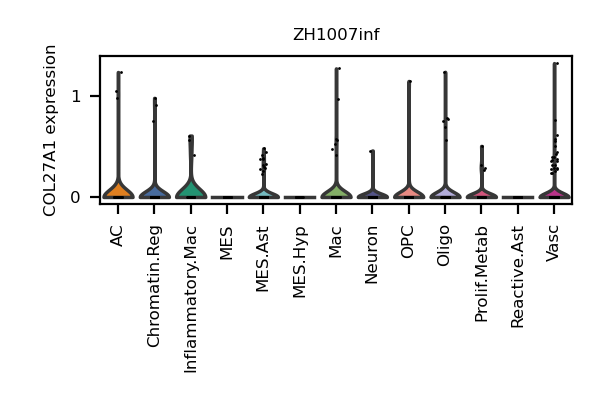 ZH1007inf
COL27A1 expression
1
0
AC
Chromatin.Reg
Inflammatory.Mac
MES
MES.Ast
MES.Hyp
Mac
Neuron
OPC
Oligo
Prolif.Metab
Reactive.Ast
Vasc